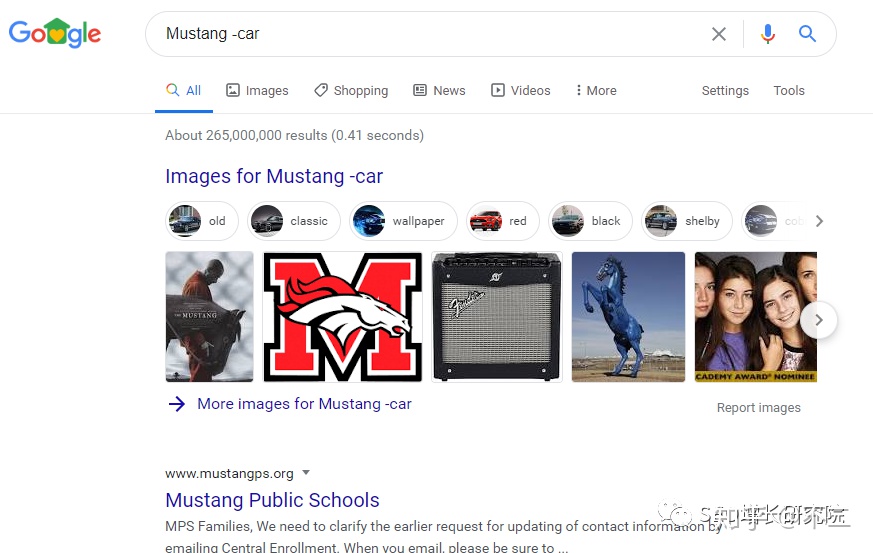 Google
Mustang -car
All Images Shopping News Videos More Settings Tools
About 265,000,000 results (0.41 seconds)
Images for Mustang -car
old classic wallpaper red black shelby cob
THE MUSTANG
M
Fender
CADEMY AWARD® NOMINEE
More images for Mustang -car
Report images
www.mustangps.org
Mustang Public Schools
MPS Families, We need to clarify the earlier request for updating of contact information by
emailing Central Enrollment. When you email, please be sure to ...